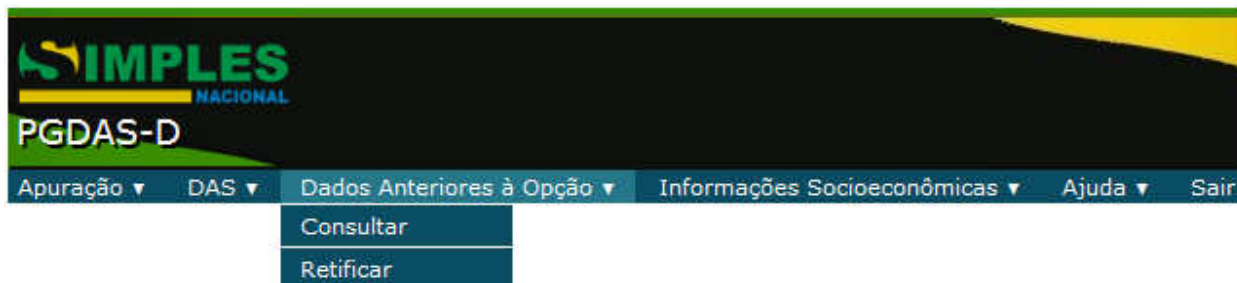 SIMPLES
NACIONAL
PGDAS-D
Apuração ▼ DAS ▼ Dados Anteriores à Opção ▼ Informações Socioeconômicas ▼ Ajuda ▼ Sair
Consultar
Retificar